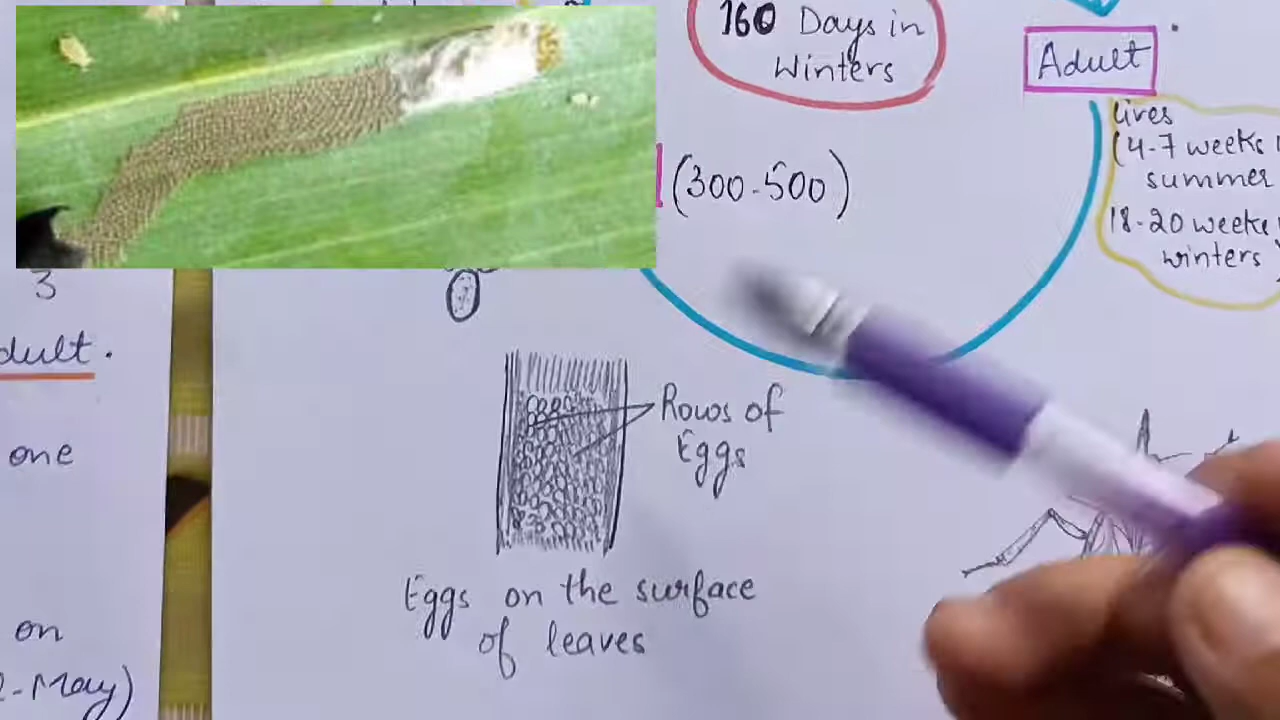 160 Days in
Winters
Adult
lives
(4-7 weeks
summer
18-20 weeks
winters
(300-500)
3
dult.
one
on
-May)
Rows of
Eggs
Eggs on the surface
of leaves